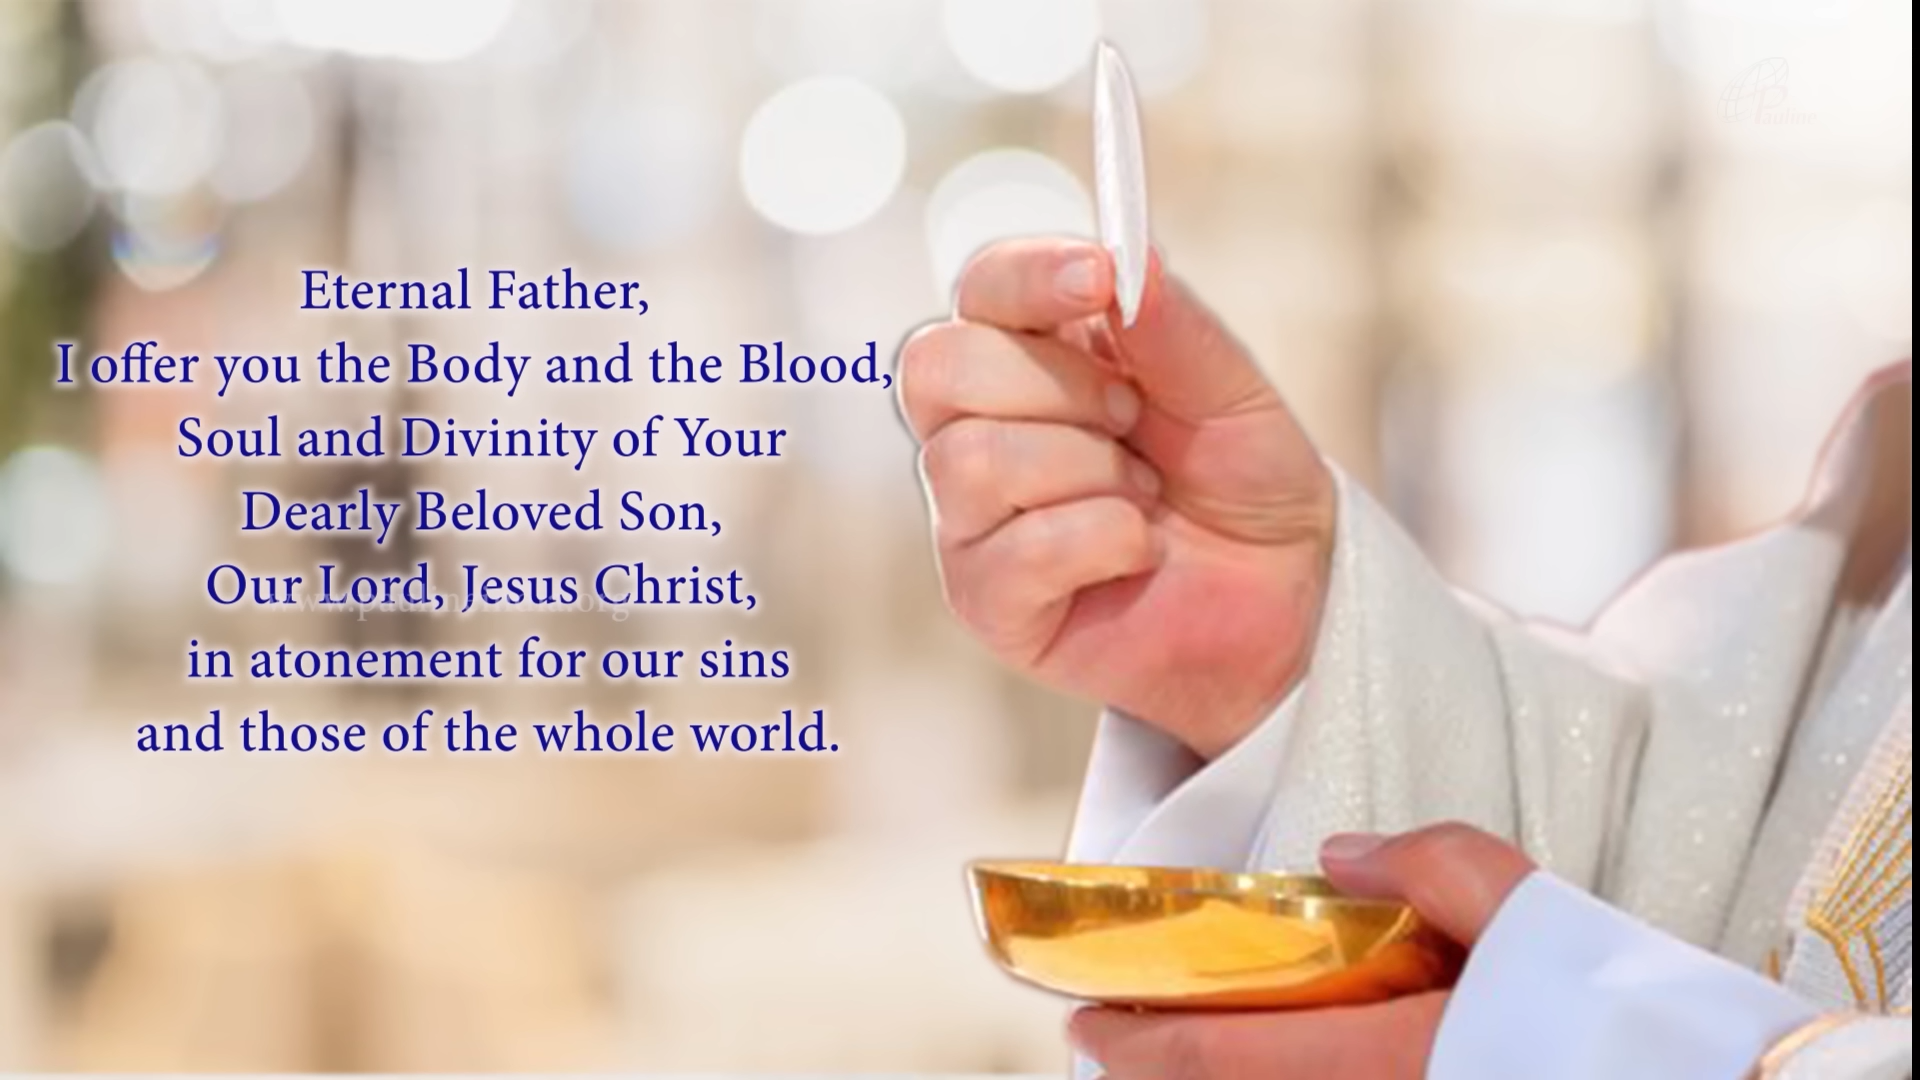 Eternal Father,
I offer you the Body and the Blood,
Soul and Divinity of Your
Dearly Beloved Son,
Our Lord, Jesus Christ,
in atonement for our sins
and those of the whole world.
Pauline